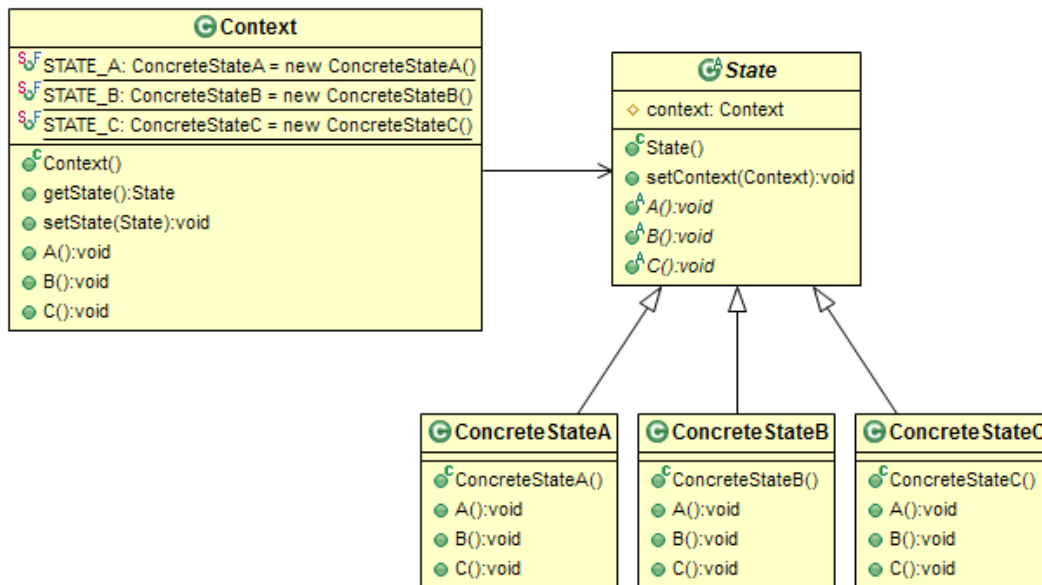 Context
STATE_A: ConcreteStateA = new ConcreteStateA()
STATE_B: ConcreteStateB = new ConcreteStateB()
STATE_C: ConcreteStateC = new ConcreteStateC()
Context()
getState():State
setState(State):void
A():void
B():void
C():void
State
context: Context
State()
setContext(Context):void
A():void
B():void
C():void
ConcreteStateA
ConcreteStateA()
A():void
B():void
C():void
ConcreteStateB
ConcreteStateB()
A():void
B():void
C():void
ConcreteStateC
ConcreteStateC()
A():void
B():void
C():void